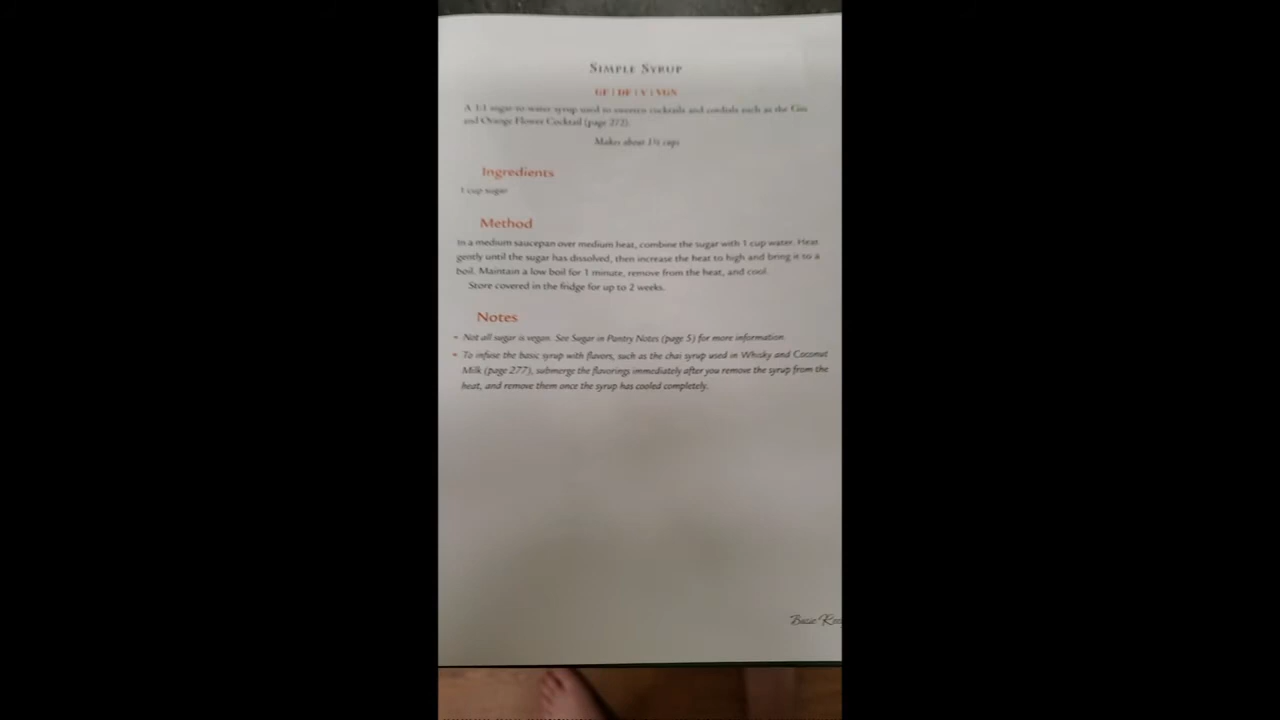 SIMPLE SYRUP
GF | DF | V | VGN
A 1:1 sugar-to-water syrup used to sweeten cocktails and cordials such as the Gin
and Orange Flower Cocktail (page 272).
Makes about 1½ cups
Ingredients
1 cup sugar
Method
In a medium saucepan over medium heat, combine the sugar with 1 cup water. Heat
gently until the sugar has dissolved, then increase the heat to high and bring it to a
boil. Maintain a low boil for 1 minute, remove from the heat, and cool.
Store covered in the fridge for up to 2 weeks.
Notes
• Not all sugar is vegan. See Sugar in Pantry Notes (page 5) for more information.
• To infuse the basic syrup with flavors, such as the chai syrup used in Whisky and Coconut
Milk (page 277), submerge the flavorings immediately after you remove the syrup from the
heat, and remove them once the syrup has cooled completely.
Basic